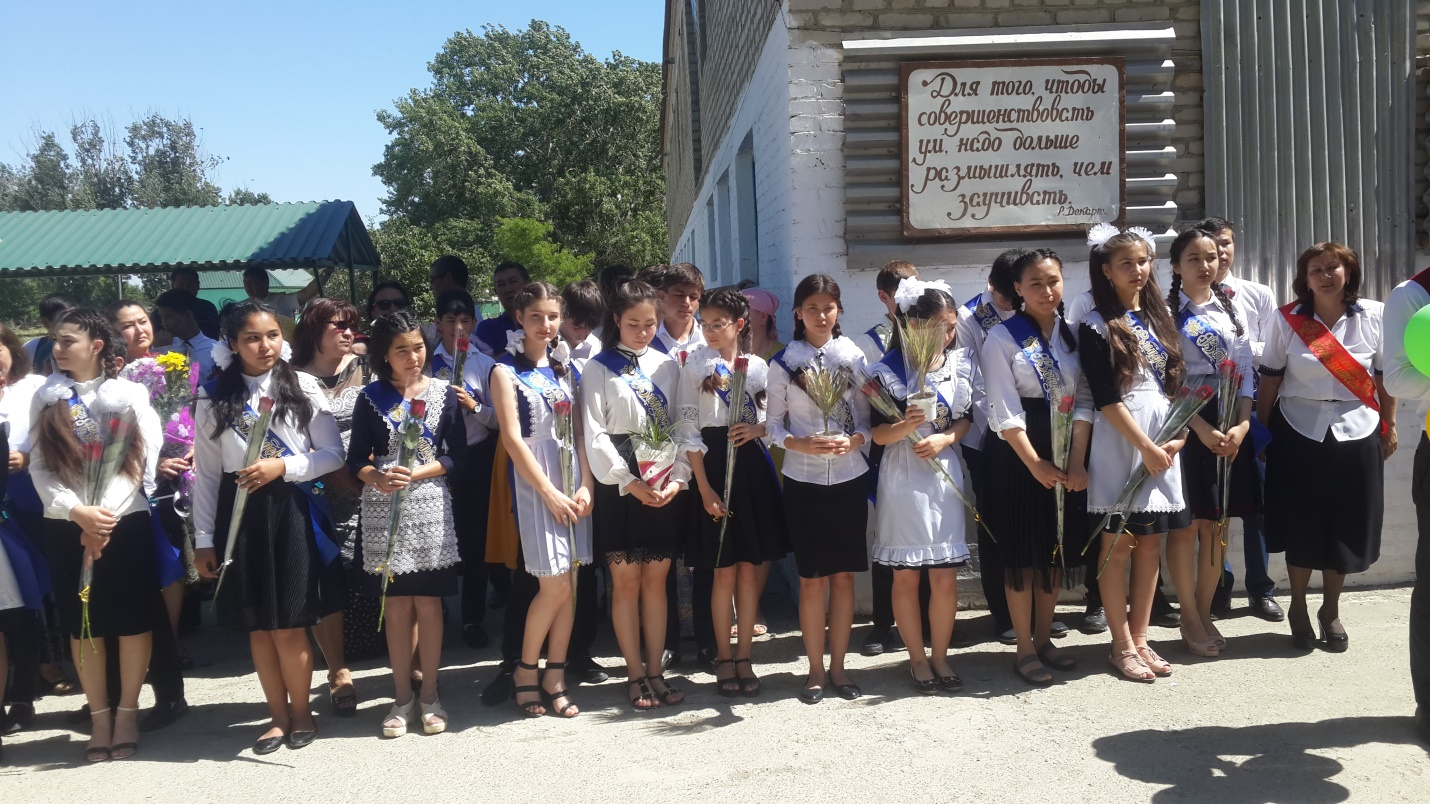 Для того, чтобы
совершенствовать
ум, надо больше
размышлять, чем
заучивать.
Р. Декарт.